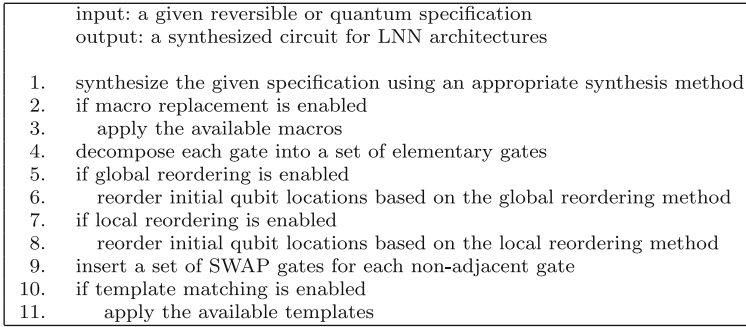 input: a given reversible or quantum specification
output: a synthesized circuit for LNN architectures
1. synthesize the given specification using an appropriate synthesis method
2. if macro replacement is enabled
3. apply the available macros
4. decompose each gate into a set of elementary gates
5. if global reordering is enabled
6. reorder initial qubit locations based on the global reordering method
7. if local reordering is enabled
8. reorder initial qubit locations based on the local reordering method
9. insert a set of SWAP gates for each non-adjacent gate
10. if template matching is enabled
11. apply the available templates